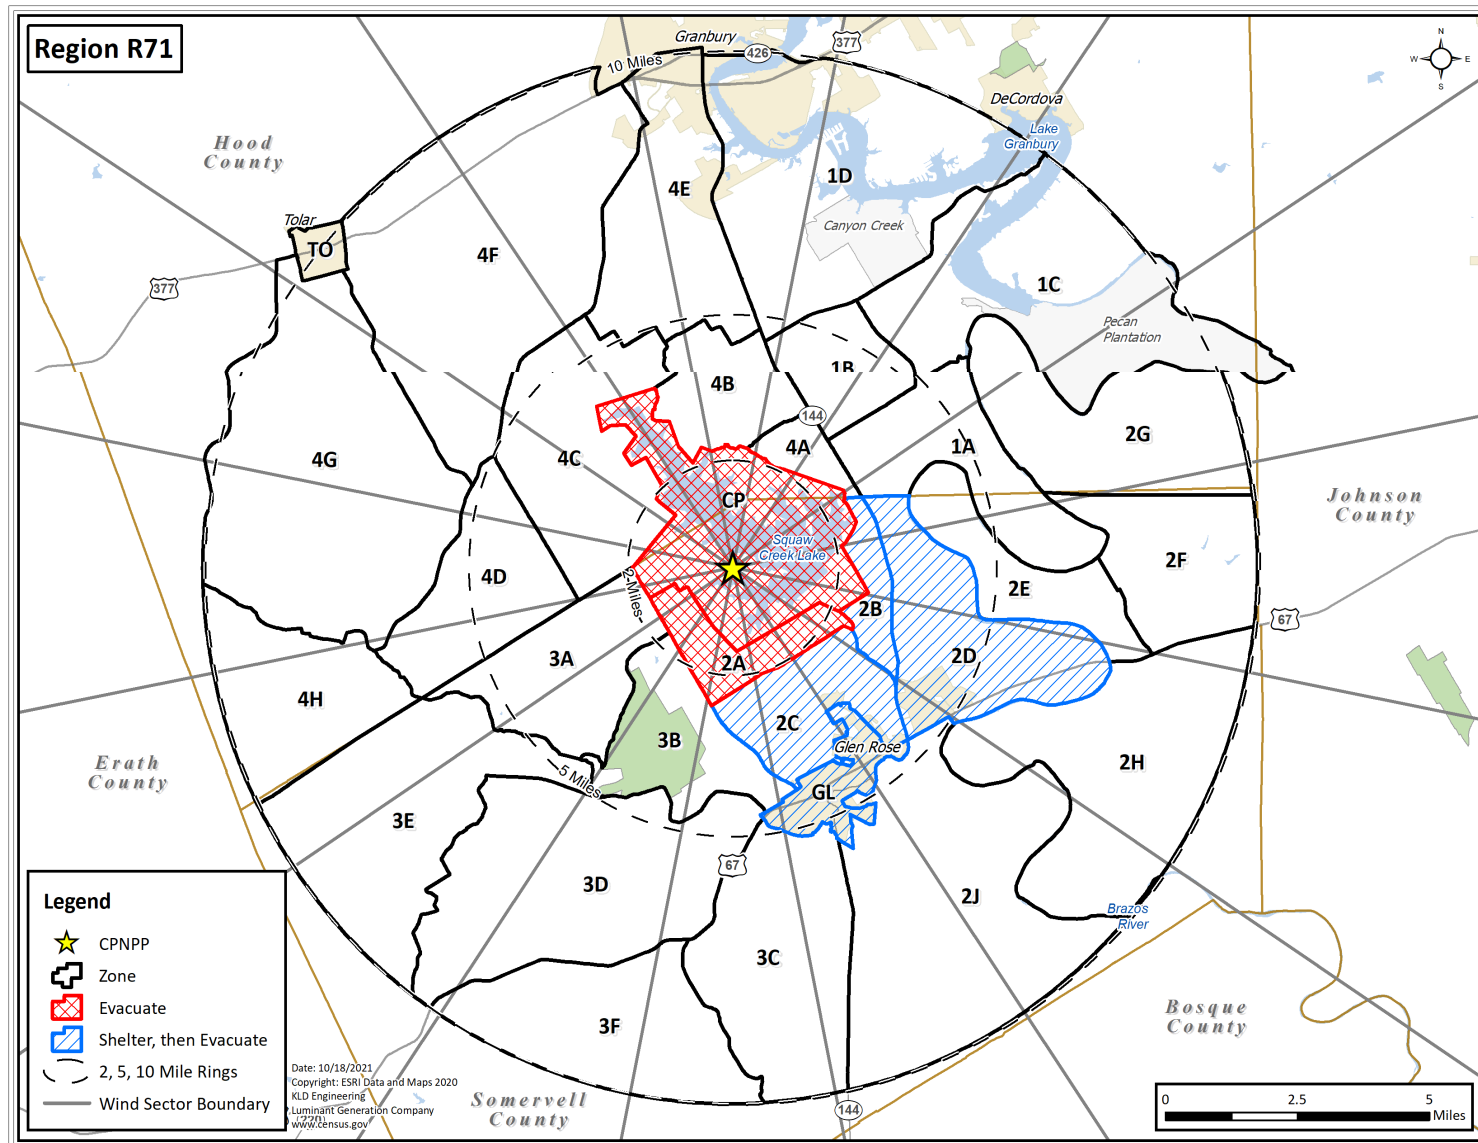 Region R71
Granbury
426
377
10 Miles
N
W
E
S
DeCordova
Lake
Granbury
Hood
County
4E
1D
Tolar
TO
4F
Canyon Creek
377
1C
Pecan
Plantation
1B
4B
144
4A
1A
2G
4G
4C
CP
Johnson
County
Squaw
Creek Lake
2F
4D
2 Miles
2E
2B
67
3A
2A
2D
4H
2C
3B
Glen Rose
2H
Erath
County
5 Miles
GL
3E
67
3D
2J
Brazos
River
3C
3F
Bosque
County
Somervell
County
144
Legend
CPNPP
Zone
Evacuate
Shelter, then Evacuate
2, 5, 10 Mile Rings
Wind Sector Boundary
220
Date: 10/18/2021
Copyright: ESRI Data and Maps 2020
KLD Engineering
Luminant Generation Company
www.census.gov
0
2.5
5
Miles